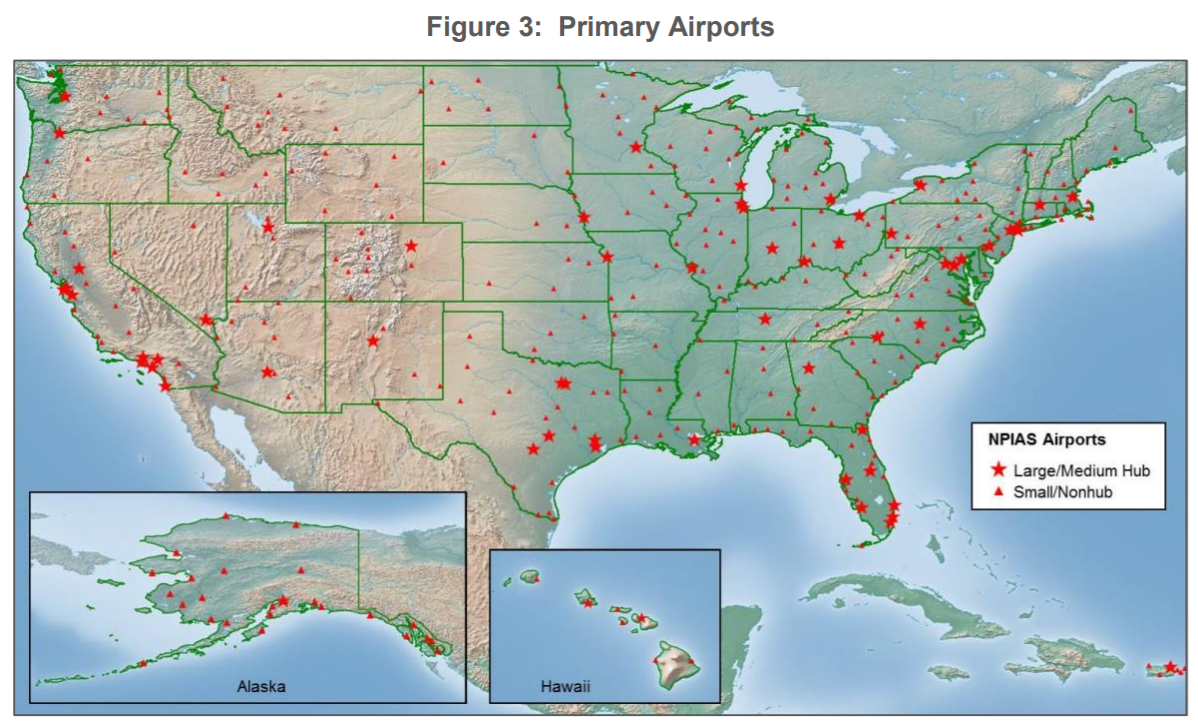 Figure 3: Primary Airports
NPIAS Airports
Large/Medium Hub
Small/Nonhub
Alaska
Hawaii